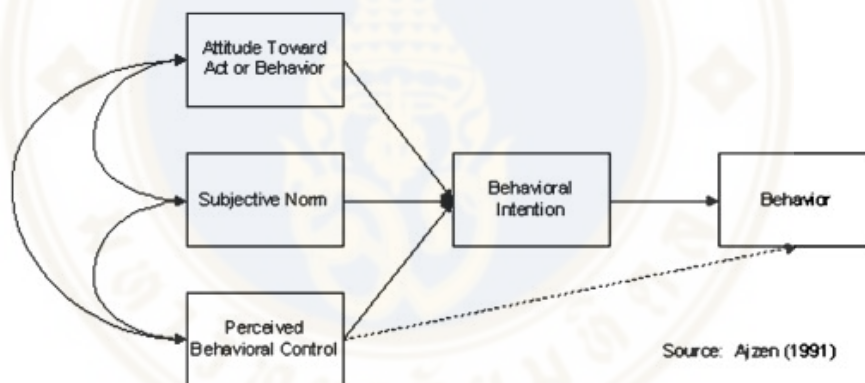 Attitude Toward
Act or Behavior
Subjective Norm
Behavioral
Intention
Behavior
Perceived
Behavioral Control
Source: Ajzen (1991)